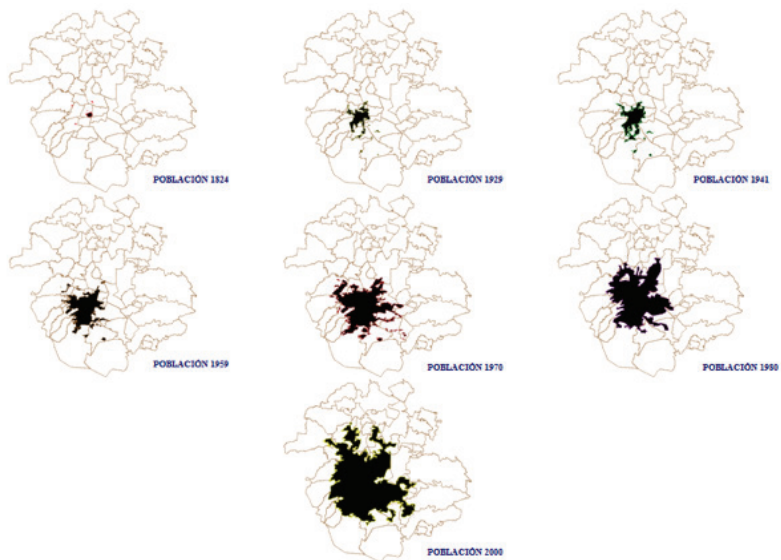 POBLACIÓN 1824
POBLACIÓN 1929
POBLACIÓN 1941
POBLACIÓN 1959
POBLACIÓN 1970
POBLACIÓN 1980
POBLACIÓN 2000